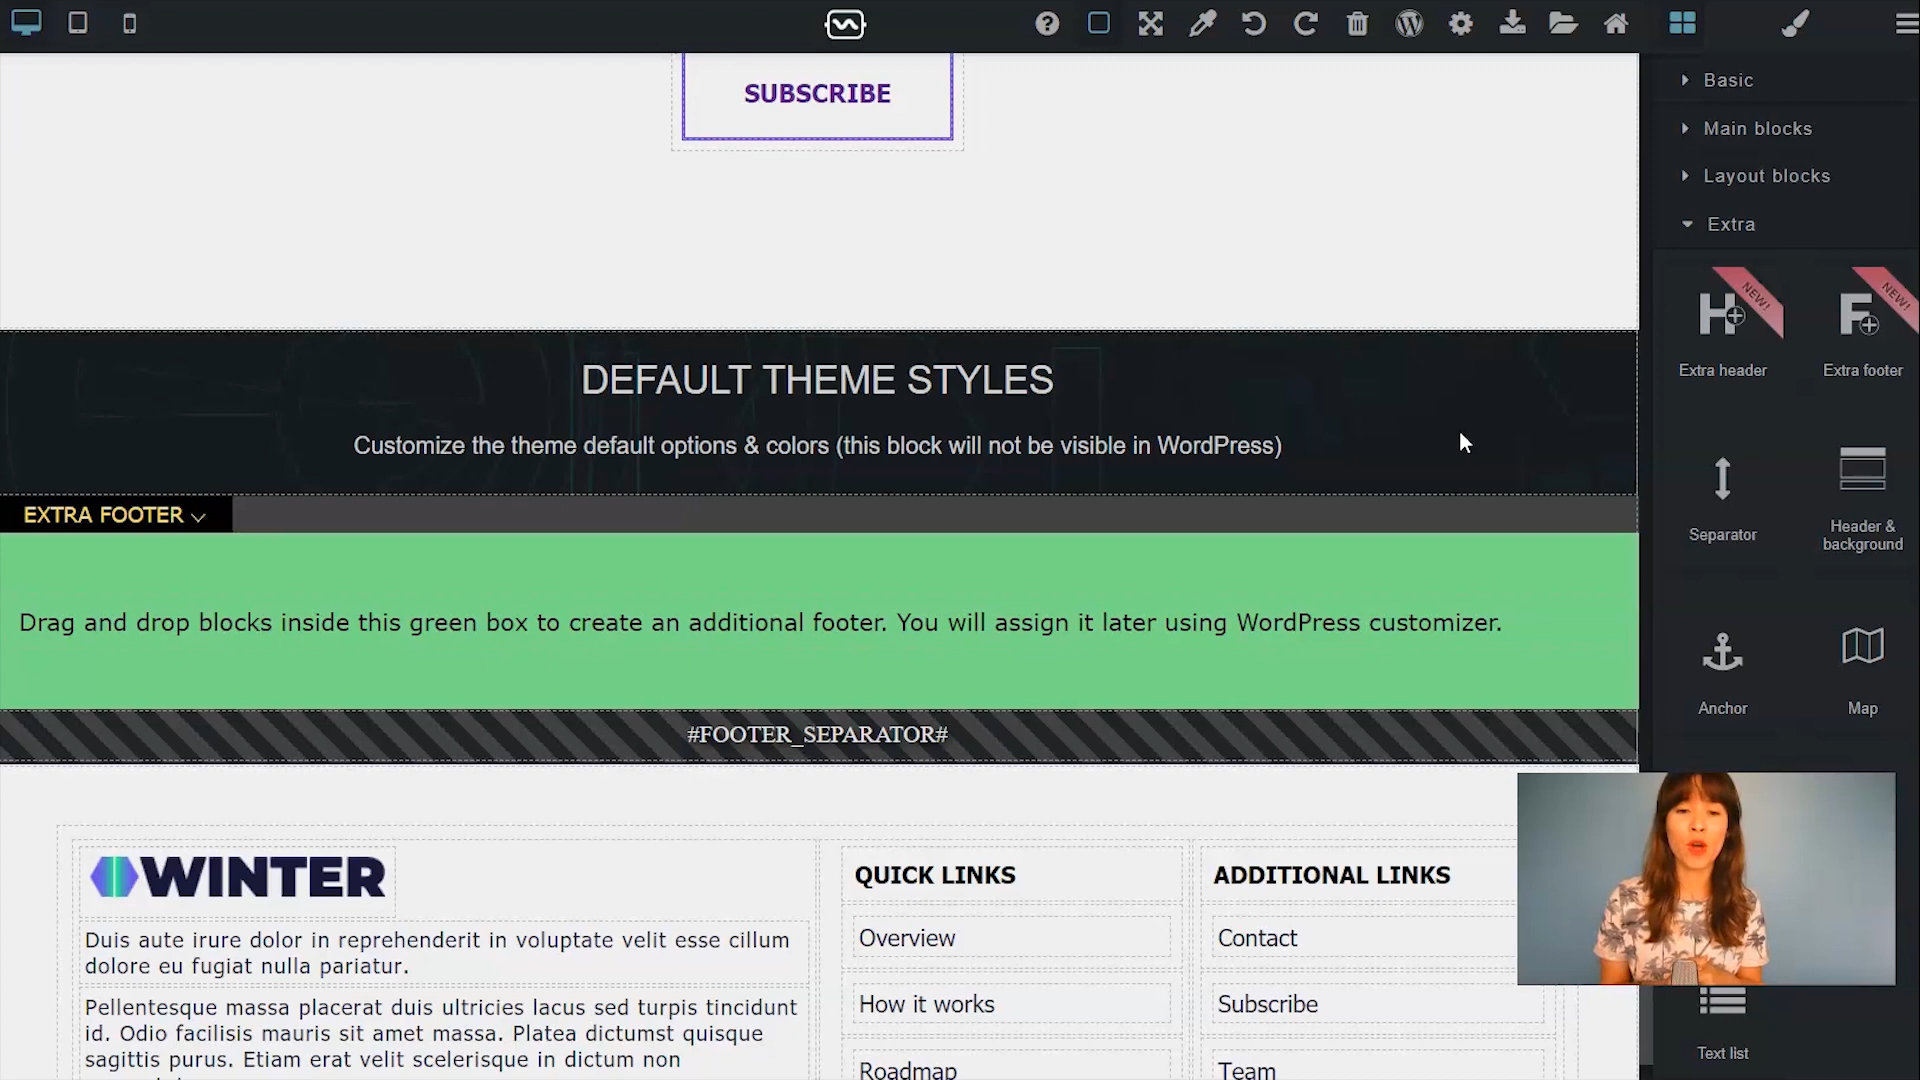 SUBSCRIBE
DEFAULT THEME STYLES
Customize the theme default options & colors (this block will not be visible in WordPress)
EXTRA FOOTER
Drag and drop blocks inside this green box to create an additional footer. You will assign it later using WordPress customizer.
#FOOTER_SEPARATOR#
WINTER
Duis aute irure dolor in reprehenderit in voluptate velit esse cillum
dolore eu fugiat nulla pariatur.
Pellentesque massa placerat duis ultricies lacus sed turpis tincidunt
id. Odio facilisis mauris sit amet massa. Platea dictumst quisque
sagittis purus. Etiam erat velit scelerisque in dictum non
QUICK LINKS
Overview
How it works
Roadmap
ADDITIONAL LINKS
Contact
Subscribe
Team
Basic
Main blocks
Layout blocks
Extra
NEW!
H
Extra header
NEW!
F
Extra footer
Separator
Header &
background
Anchor
Map
Text list